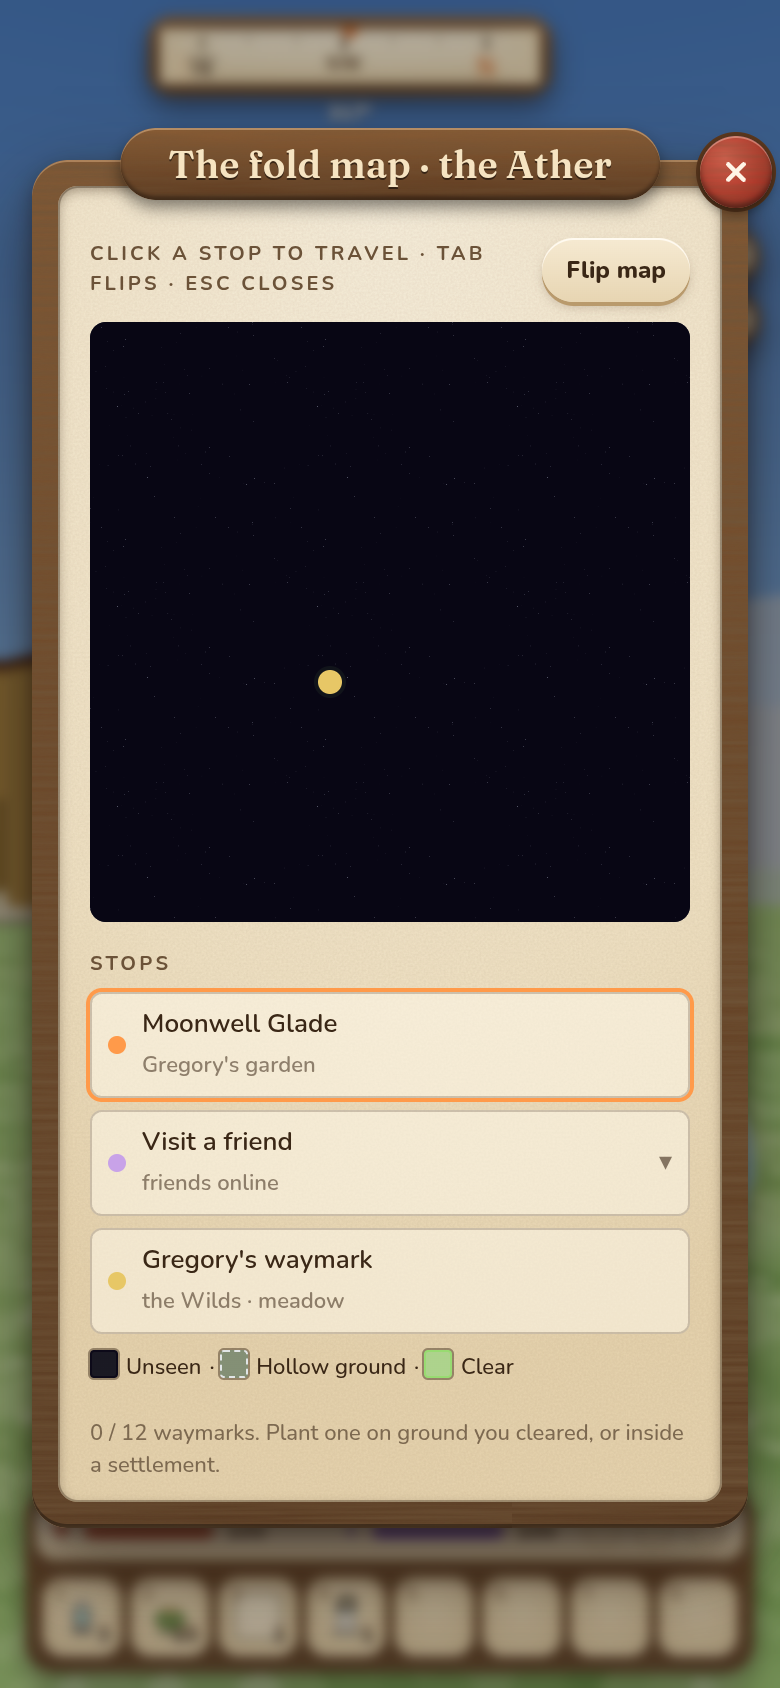 The fold map · the Ather
CLICK A STOP TO TRAVEL · TAB
FLIPS · ESC CLOSES
Flip map
STOPS
Moonwell Glade
Gregory's garden
Visit a friend
friends online
Gregory's waymark
the Wilds · meadow
Unseen · Hollow ground · Clear
0 / 12 waymarks. Plant one on ground you cleared, or inside
a settlement.